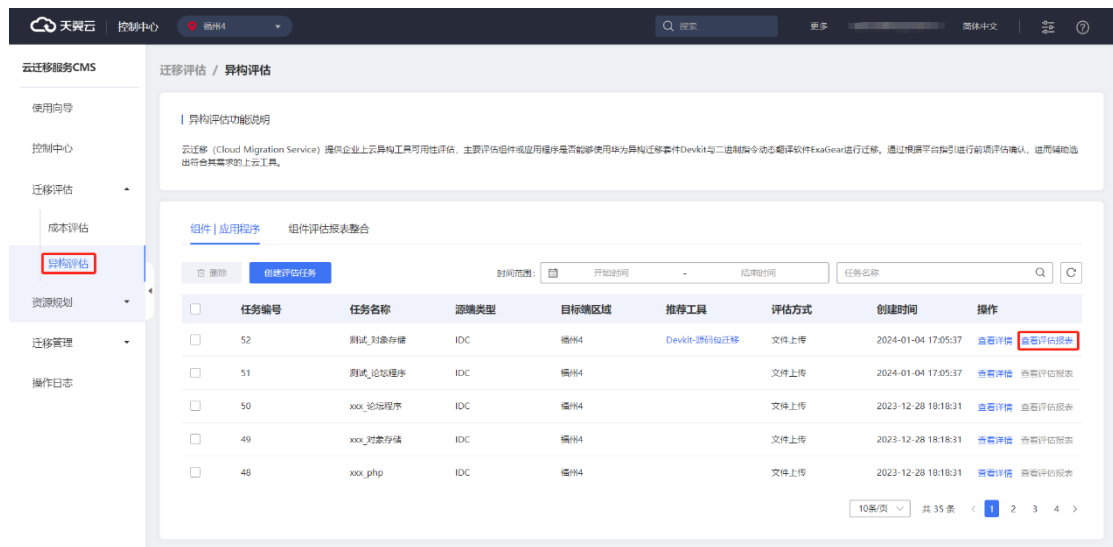 天翼云 控制中心 福州4 搜索... 更多 简体中文
云迁移服务CMS
使用向导
控制中心
迁移评估
成本评估
异构评估
资源规划
迁移管理
操作日志
迁移评估 / 异构评估
异构评估功能说明
云迁移（Cloud Migration Service）提供企业上云异构工具可用性评估，主要评估组件或应用程序是否能够使用华为异构迁移套件Devkit与二进制指令动态翻译软件ExaGear进行迁移。通过根据平台指引进行前项评估确认，进而辅助选
出符合其需求的上云工具。
组件 | 应用程序 组件评估报表整合
删除 创建评估任务 时间范围: 开始时间 - 结束时间 任务名称
任务编号 任务名称 源端类型 目标端区域 推荐工具 评估方式 创建时间 操作
52 测试_对象存储 IDC 福州4 Devkit-源码包迁移 文件上传 2024-01-04 17:05:37 查看详情 查看评估报表
51 测试_论坛程序 IDC 福州4 文件上传 2024-01-04 17:05:37 查看详情 查看评估报表
50 xxx_论坛程序 IDC 福州4 文件上传 2023-12-28 18:18:31 查看详情 查看评估报表
49 xxx_对象存储 IDC 福州4 文件上传 2023-12-28 18:18:31 查看详情 查看评估报表
48 xxx_php IDC 福州4 文件上传 2023-12-28 18:18:31 查看详情 查看评估报表
10条/页 共 35 条 < 1 2 3 4 >